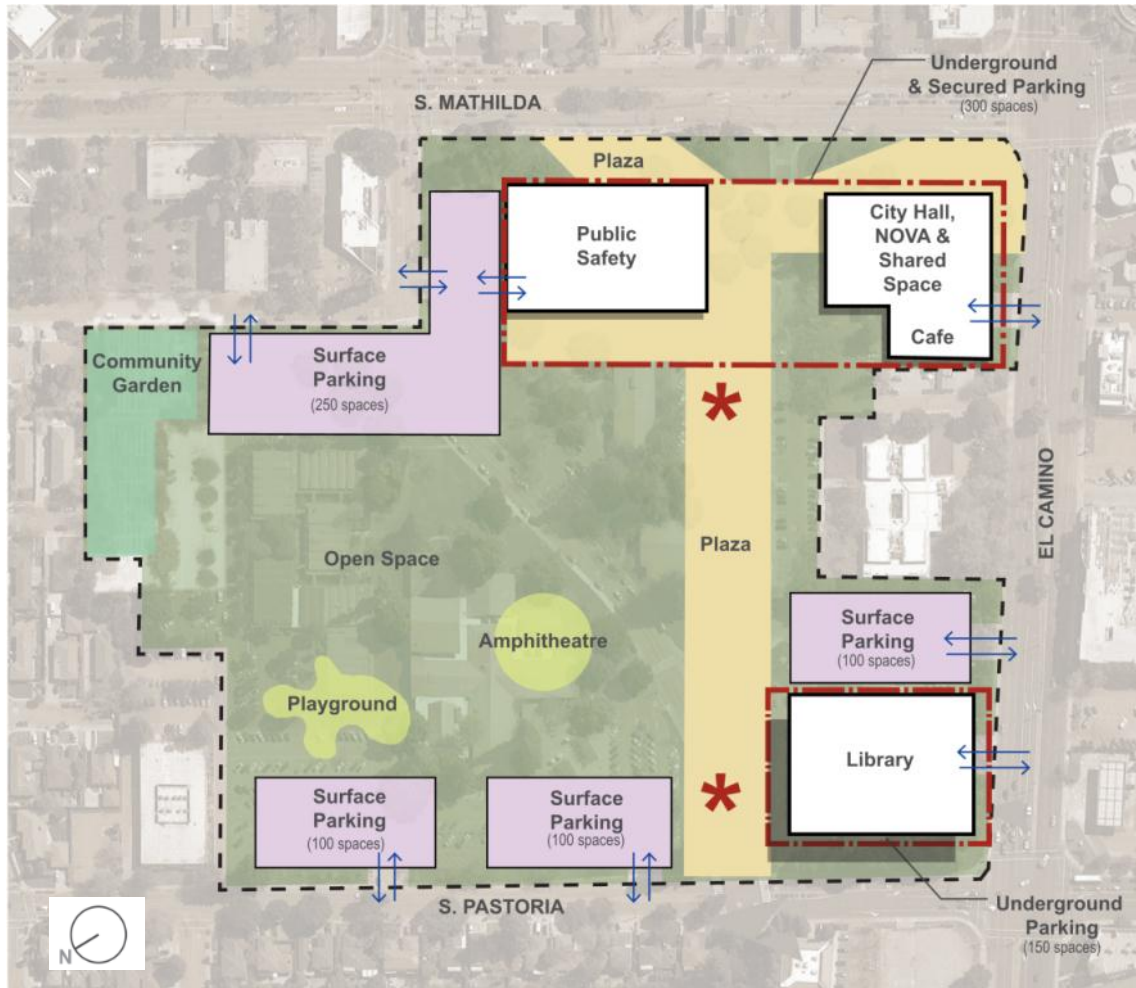 S. MATHILDA
Underground
& Secured Parking
(300 spaces)
Plaza
Public
Safety
City Hall,
NOVA &
Shared
Space
Cafe
Community
Garden
Surface
Parking
(250 spaces)
*
EL CAMINO
Open Space
Plaza
Amphitheatre
Surface
Parking
(100 spaces)
Playground
Library
*
Surface
Parking
(100 spaces)
Surface
Parking
(100 spaces)
S. PASTORIA
Underground
Parking
(150 spaces)
N